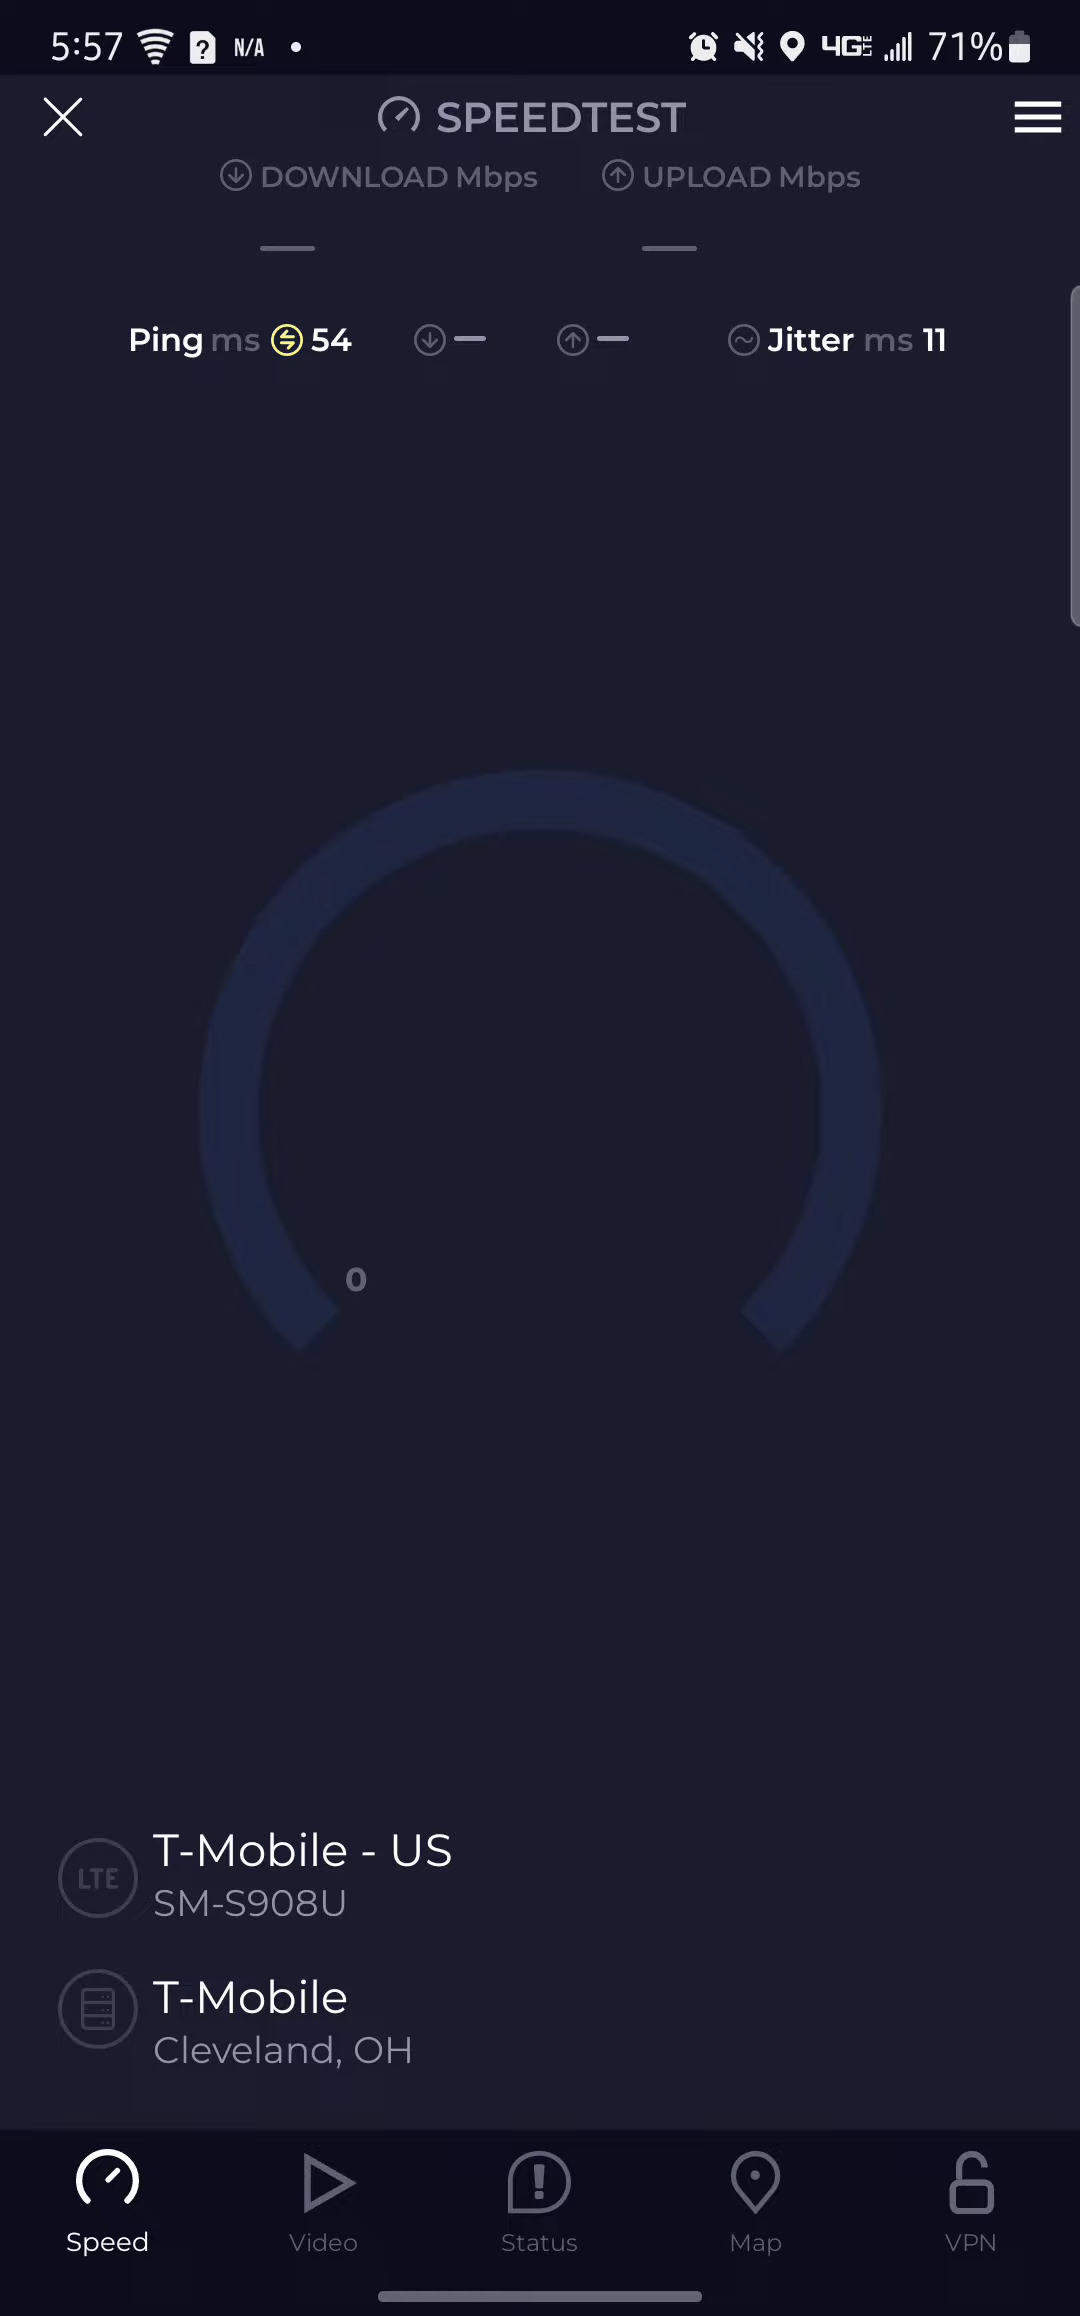 5:57 ? N/A 4G LTE 71%
SPEEDTEST
DOWNLOAD Mbps UPLOAD Mbps
Ping ms 54 Jitter ms 11
0
LTE T-Mobile - US
SM-S908U
T-Mobile
Cleveland, OH
Speed Video Status Map VPN